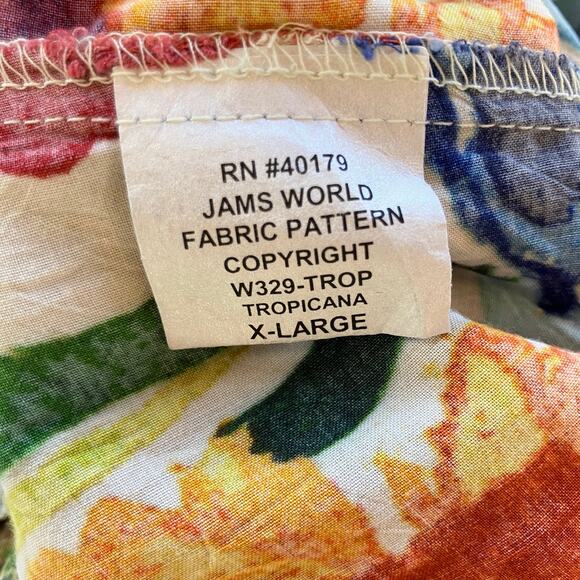 RN #40179
JAMS WORLD
FABRIC PATTERN
COPYRIGHT
W329-TROP
TROPICANA
X-LARGE